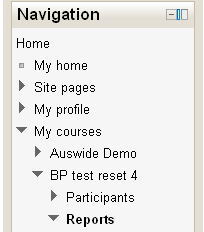 Navigation
Home
My home
Site pages
My profile
My courses
Auswide Demo
BP test reset 4
Participants
Reports